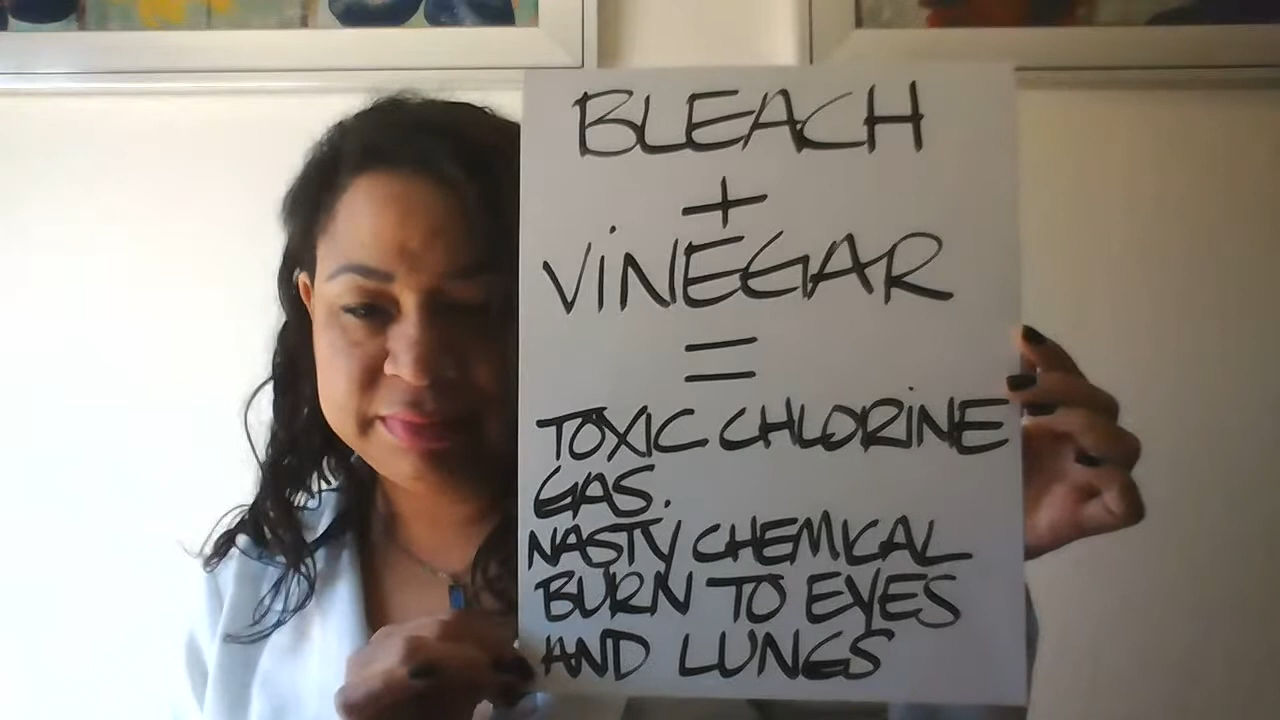 BLEACH
+
ViNEGAR
=
TOXIC CHLORiNE
GAS.
NASTY CHEMICAL
BURN TO EYES
AND LUNGS